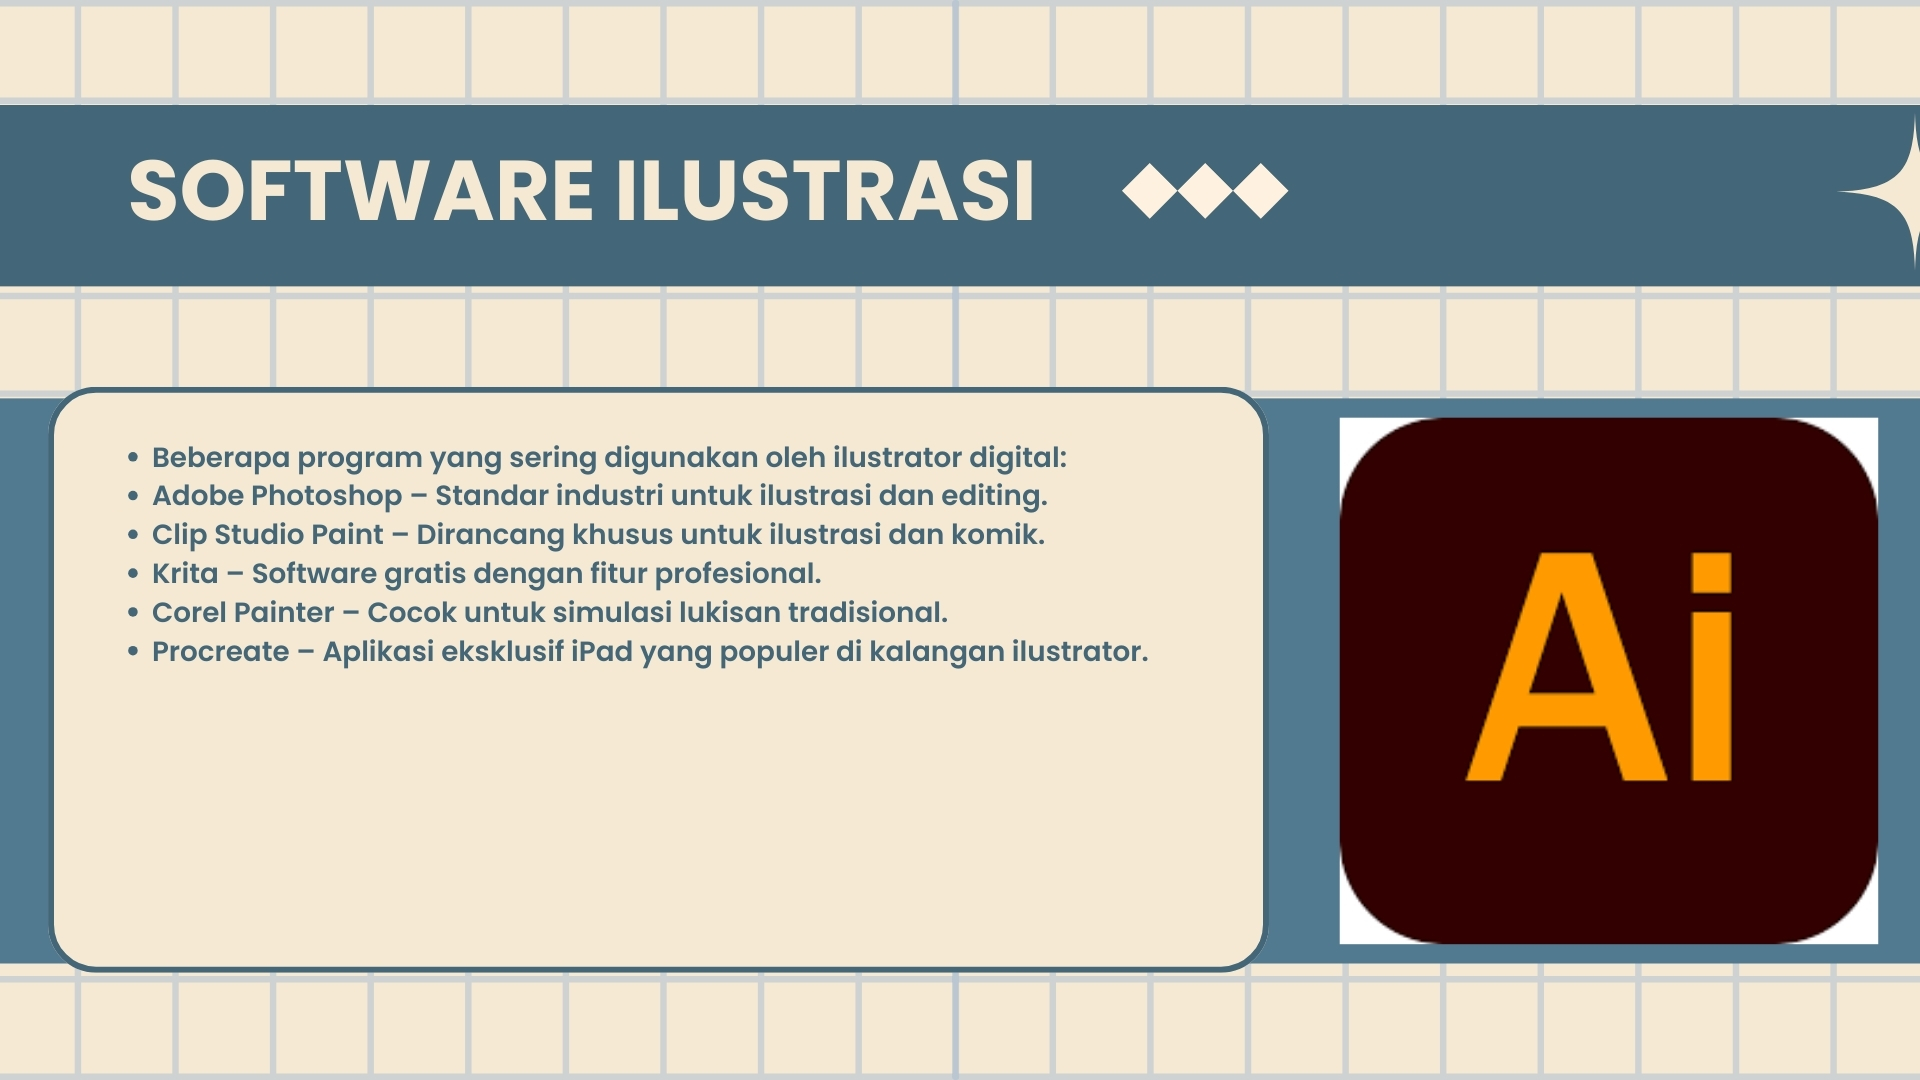 SOFTWARE ILUSTRASI
• Beberapa program yang sering digunakan oleh ilustrator digital:
• Adobe Photoshop – Standar industri untuk ilustrasi dan editing.
• Clip Studio Paint – Dirancang khusus untuk ilustrasi dan komik.
• Krita – Software gratis dengan fitur profesional.
• Corel Painter – Cocok untuk simulasi lukisan tradisional.
• Procreate – Aplikasi eksklusif iPad yang populer di kalangan ilustrator.
Ai